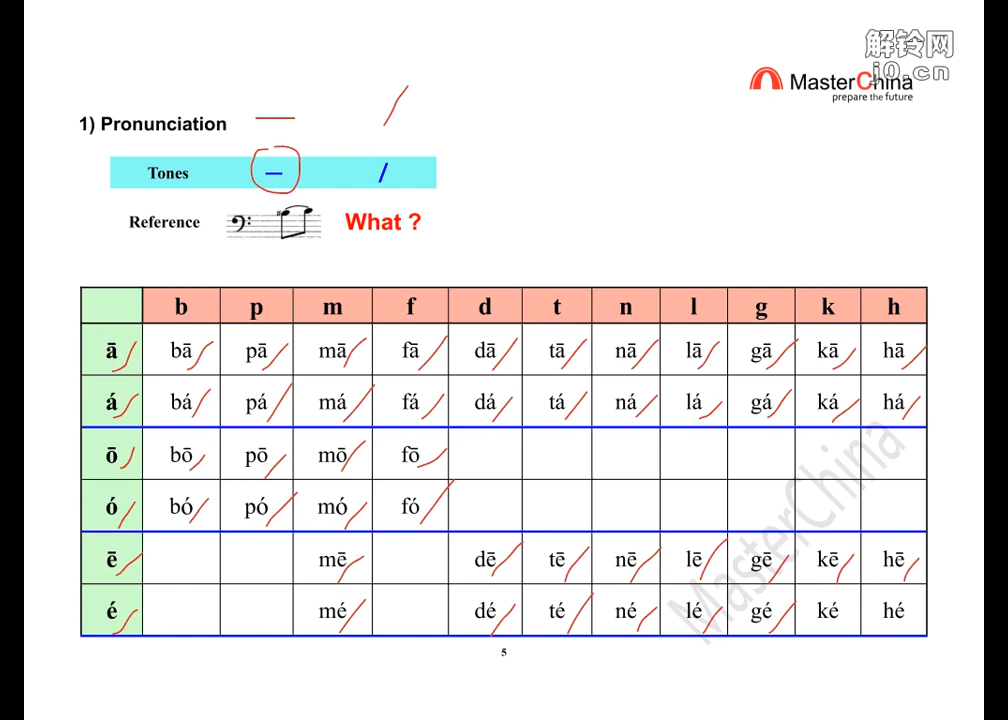 解铃网
j0.cn
MasterChina
prepare the future
1) Pronunciation
Tones – /
Reference What ?
b p m f d t n l g k h
ā bā pā mā fā dā tā nā lā gā kā hā
á bá pá má fá dá tá ná lá gá ká há
ō bō pō mō fō
ó bó pó mó fó
ē mē dē tē nē lē gē kē hē
é mé dé té né lé gé ké hé
MasterChina
5